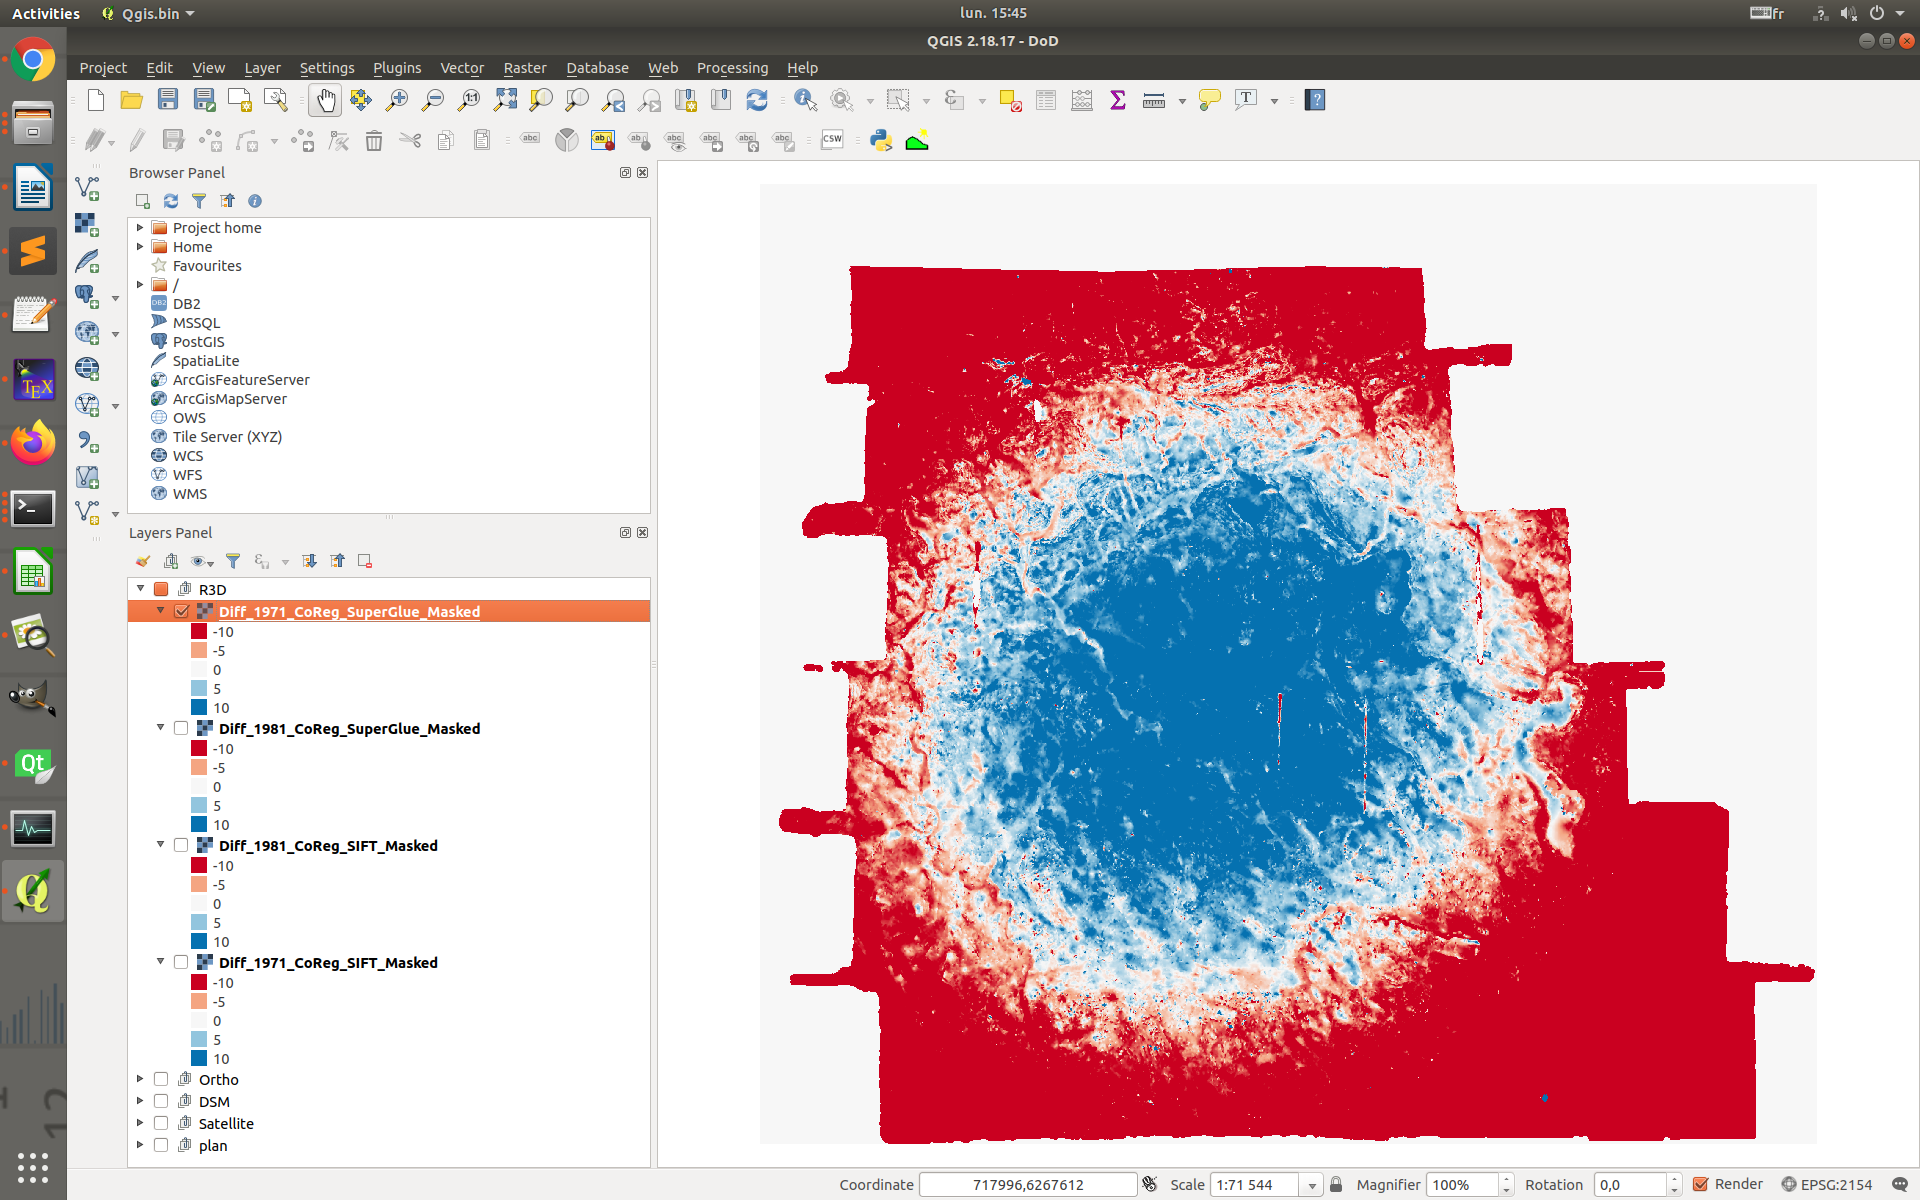 Activities Qgis.bin lun. 15:45 fr
QGIS 2.18.17 - DoD
Project Edit View Layer Settings Plugins Vector Raster Database Web Processing Help
Browser Panel
Project home
Home
Favourites
/
DB2
MSSQL
PostGIS
SpatiaLite
ArcGisFeatureServer
ArcGisMapServer
OWS
Tile Server (XYZ)
WCS
WFS
WMS
Layers Panel
R3D
Diff_1971_CoReg_SuperGlue_Masked
-10
-5
0
5
10
Diff_1981_CoReg_SuperGlue_Masked
-10
-5
0
5
10
Diff_1981_CoReg_SIFT_Masked
-10
-5
0
5
10
Diff_1971_CoReg_SIFT_Masked
-10
-5
0
5
10
Ortho
DSM
Satellite
plan
Coordinate 717996,6267612 Scale 1:71 544 Magnifier 100% Rotation 0,0 Render EPSG:2154